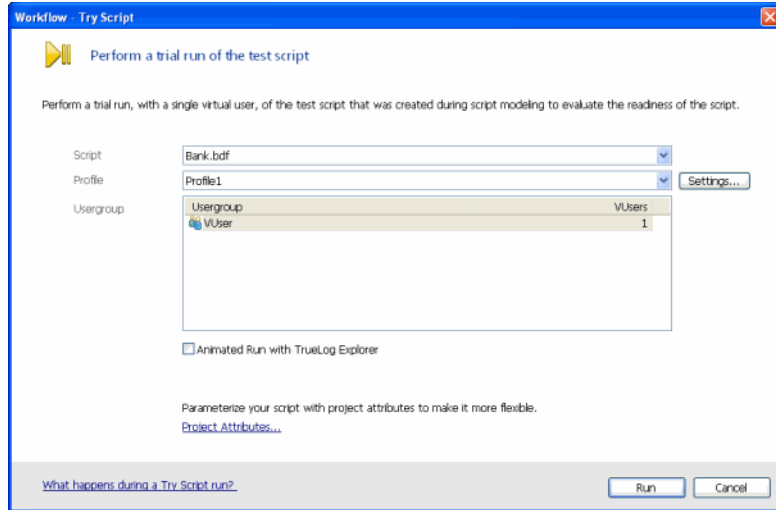 Workflow - Try Script
Perform a trial run of the test script
Perform a trial run, with a single virtual user, of the test script that was created during script modeling to evaluate the readiness of the script.
Script Bank.bdf
Profile Profile1 Settings...
Usergroup Usergroup VUsers
VUser 1
Animated Run with TrueLog Explorer
Parameterize your script with project attributes to make it more flexible.
Project Attributes...
What happens during a Try Script run? Run Cancel